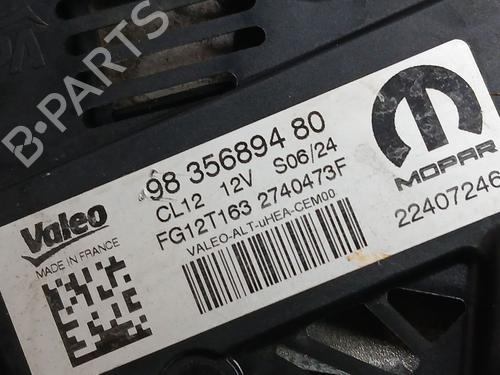 B-PARTS
Valeo
MADE IN FRANCE
98 356894 80
CL12 12V S06/24
FG12T163 2740473F
VALEO-ALT-uHEA-CEM00
MOPAR
22407246